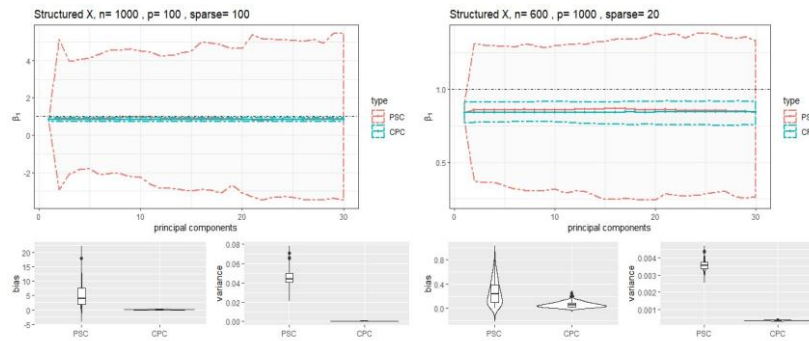 Structured X, n= 1000 , p= 100 , sparse= 100
β₁
4
2
0
-2
0
10
20
30
principal components
type
PSC
CPC
bias
20
15
10
5
0
-5
PSC
CPC
variance
0.08
0.06
0.04
0.02
0.00
PSC
CPC
Structured X, n= 600 , p= 1000 , sparse= 20
β₁
1.0
0.5
0
10
20
30
principal components
type
PS
CP
bias
0.8
0.4
0.0
PSC
CPC
variance
0.004
0.003
0.002
0.001
PSC
CPC